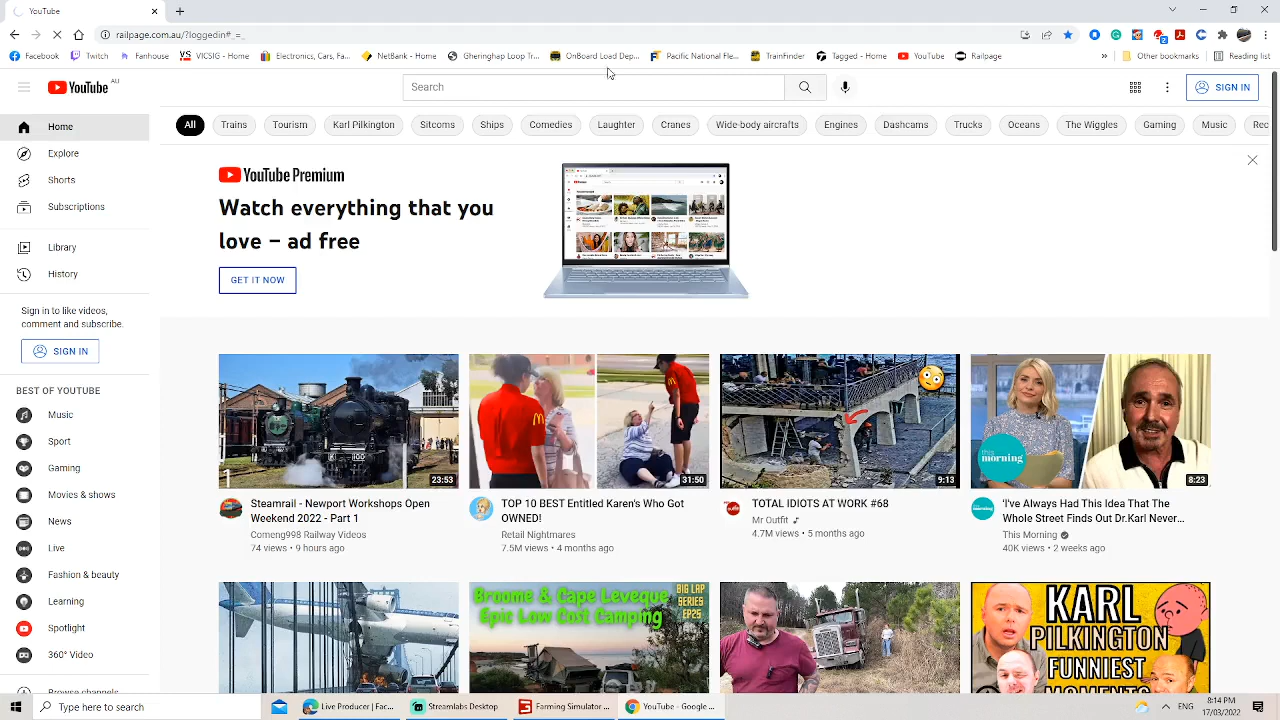 YouTube
railpage.com.au/?loggedin#_=_
Facebook
Twitch
Fanhouse
VICSIG - Home
Electronics, Cars, Fa...
NetBank - Home
Gheringhap Loop Tr...
OnBoard Load Dep...
Pacific National Fle...
TrainFinder
Tagged - Home
YouTube
Railpage
»
Other bookmarks
Reading list
YouTube AU
Search
SIGN IN
Home
Explore
Shorts
Subscriptions
Library
History
Sign in to like videos,
comment and subscribe.
SIGN IN
BEST OF YOUTUBE
Music
Sport
Gaming
Movies & shows
News
Live
Fashion & beauty
Learning
Spotlight
360° Video
Browse channels
All
Trains
Tourism
Karl Pilkington
Sitcoms
Ships
Comedies
Laughter
Cranes
Wide-body aircrafts
Engines
Dashcams
Trucks
Oceans
The Wiggles
Gaming
Music
Rec
YouTube Premium
Watch everything that you
love – ad free
GET IT NOW
23:53
Steamrail - Newport Workshops Open
Weekend 2022 - Part 1
Comeng998 Railway Videos
74 views • 9 hours ago
31:50
TOP 10 BEST Entitled Karen's Who Got
OWNED!
Retail Nightmares
7.5M views • 4 months ago
9:13
TOTAL IDIOTS AT WORK #68
Mr Outfit
4.7M views • 5 months ago
this
morning
8:23
'I've Always Had This Idea That The
Whole Street Finds Out Dr.Karl Never...
This Morning
40K views • 2 weeks ago
Broome & Cape Leveque
Epic Low Cost Camping
BIG LAP
SERIES
EP25
KARL
PILKINGTON
FUNNIEST
MOMENTS
Type here to search
Live Producer | Fac...
Streamlabs Desktop
Farming Simulator ...
YouTube - Google ...
ENG
8:14 PM
17/03/2022